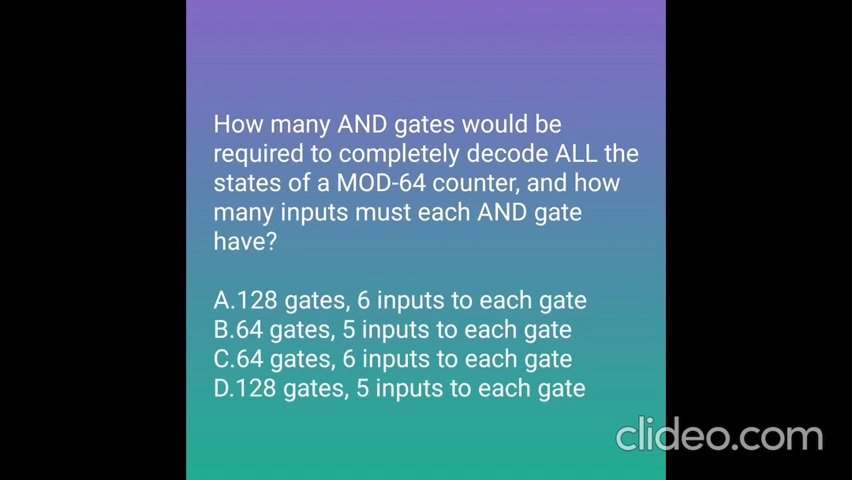 How many AND gates would be
required to completely decode ALL the
states of a MOD-64 counter, and how
many inputs must each AND gate
have?
A.128 gates, 6 inputs to each gate
B.64 gates, 5 inputs to each gate
C.64 gates, 6 inputs to each gate
D.128 gates, 5 inputs to each gate
clideo.com